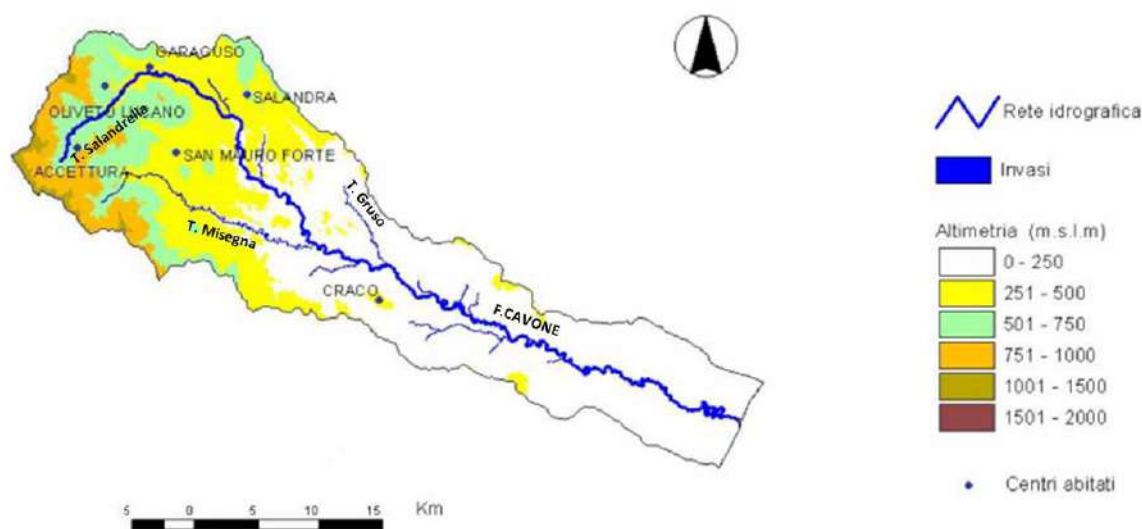 GARAGUSO
SALANDRA
OLIVETO LUCANO
T. Salandrella
SAN MAURO FORTE
ACCETTURA
T. Gruso
T. Misegna
CRACO
F.CAVONE
Rete idrografica
Invasi
Altimetria (m.s.l.m)
0 - 250
251 - 500
501 - 750
751 - 1000
1001 - 1500
1501 - 2000
Centri abitati
5 0 5 10 15 Km